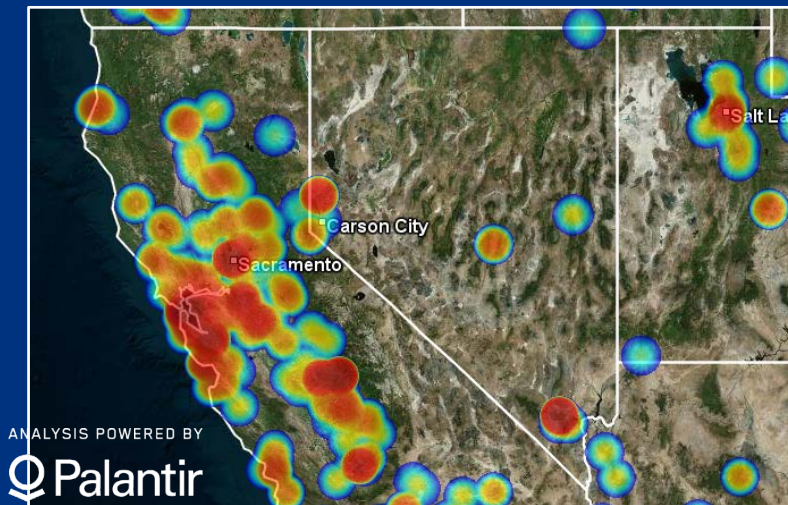 Salt La
Carson City
Sacramento
ANALYSIS POWERED BY
Palantir